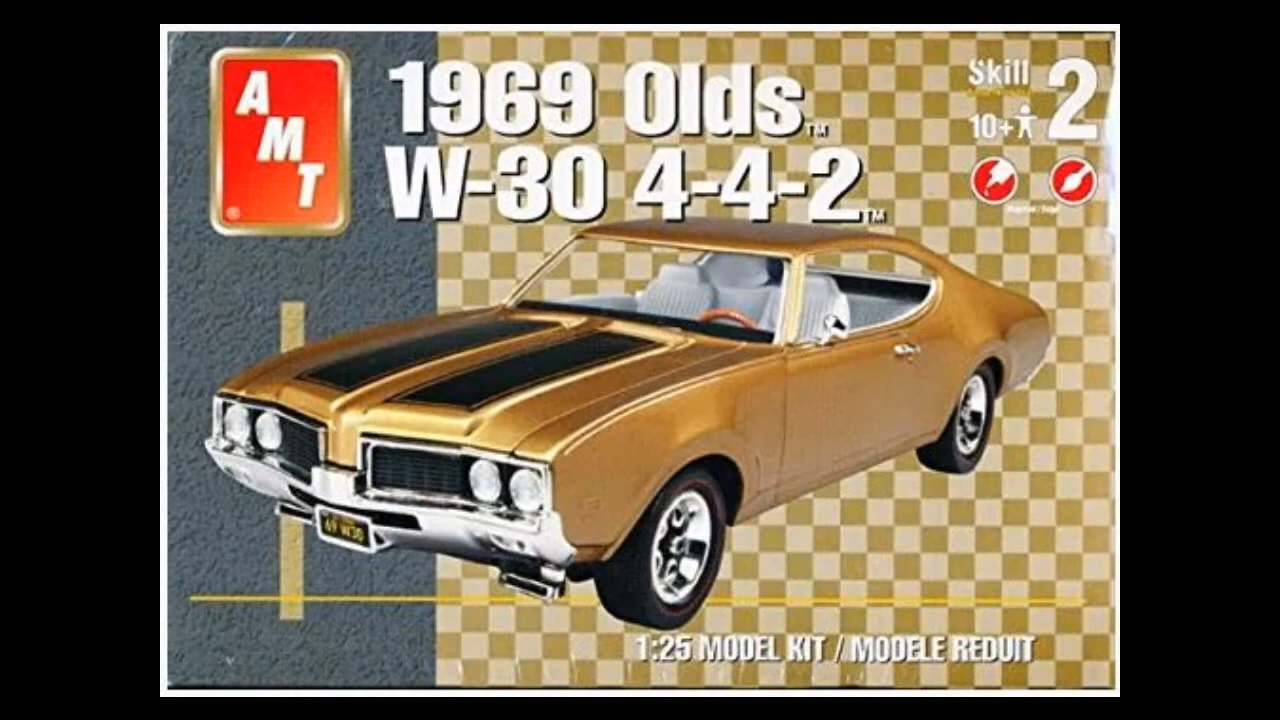 AMT
®
1969 Olds™
W-30 4-4-2™
Skill 2
10+
69 W30
1:25 MODEL KIT / MODELE REDUIT